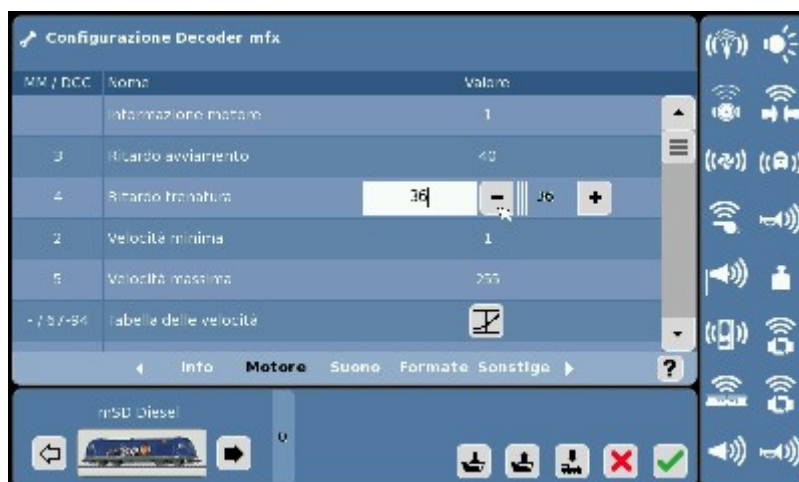 Configurazione Decoder mfx
MM / DCC Nome Valore
Informazione motore 1
3 Ritardo avviamento 40
4 Ritardo frenatura 36 - 36 +
2 Velocità minima 1
5 Velocità massima 255
- / 67-94 Tabella delle velocità
Info Motore Suono Formate Sonstige ?
mSD Diesel
0